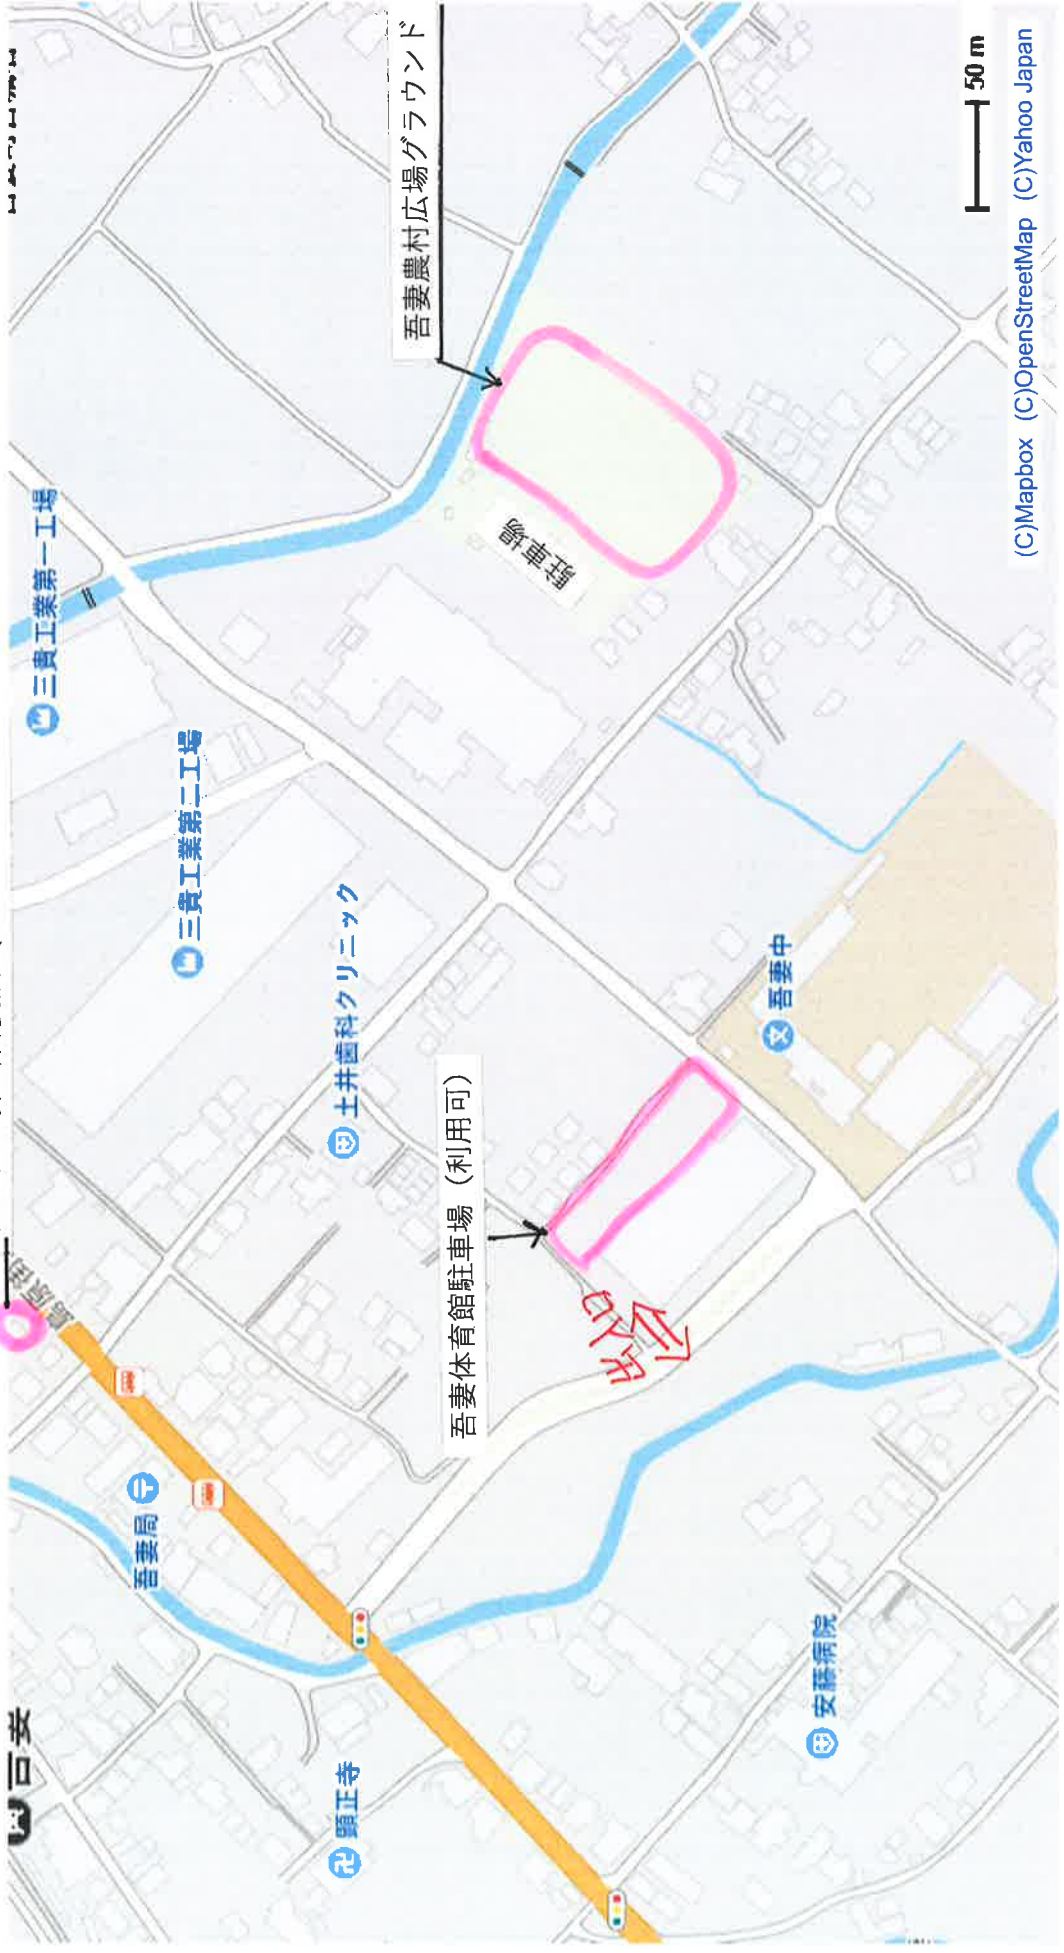 吾妻
顕正寺
吾妻局
安藤病院
島原街
土井歯科クリニック
三貴工業第二工場
三貴工業第一工場
吾妻体育館駐車場（利用可）
出入口
吾妻中
駐車場
吾妻農村広場グラウンド
50 m
(C)Mapbox (C)OpenStreetMap (C)Yahoo Japan